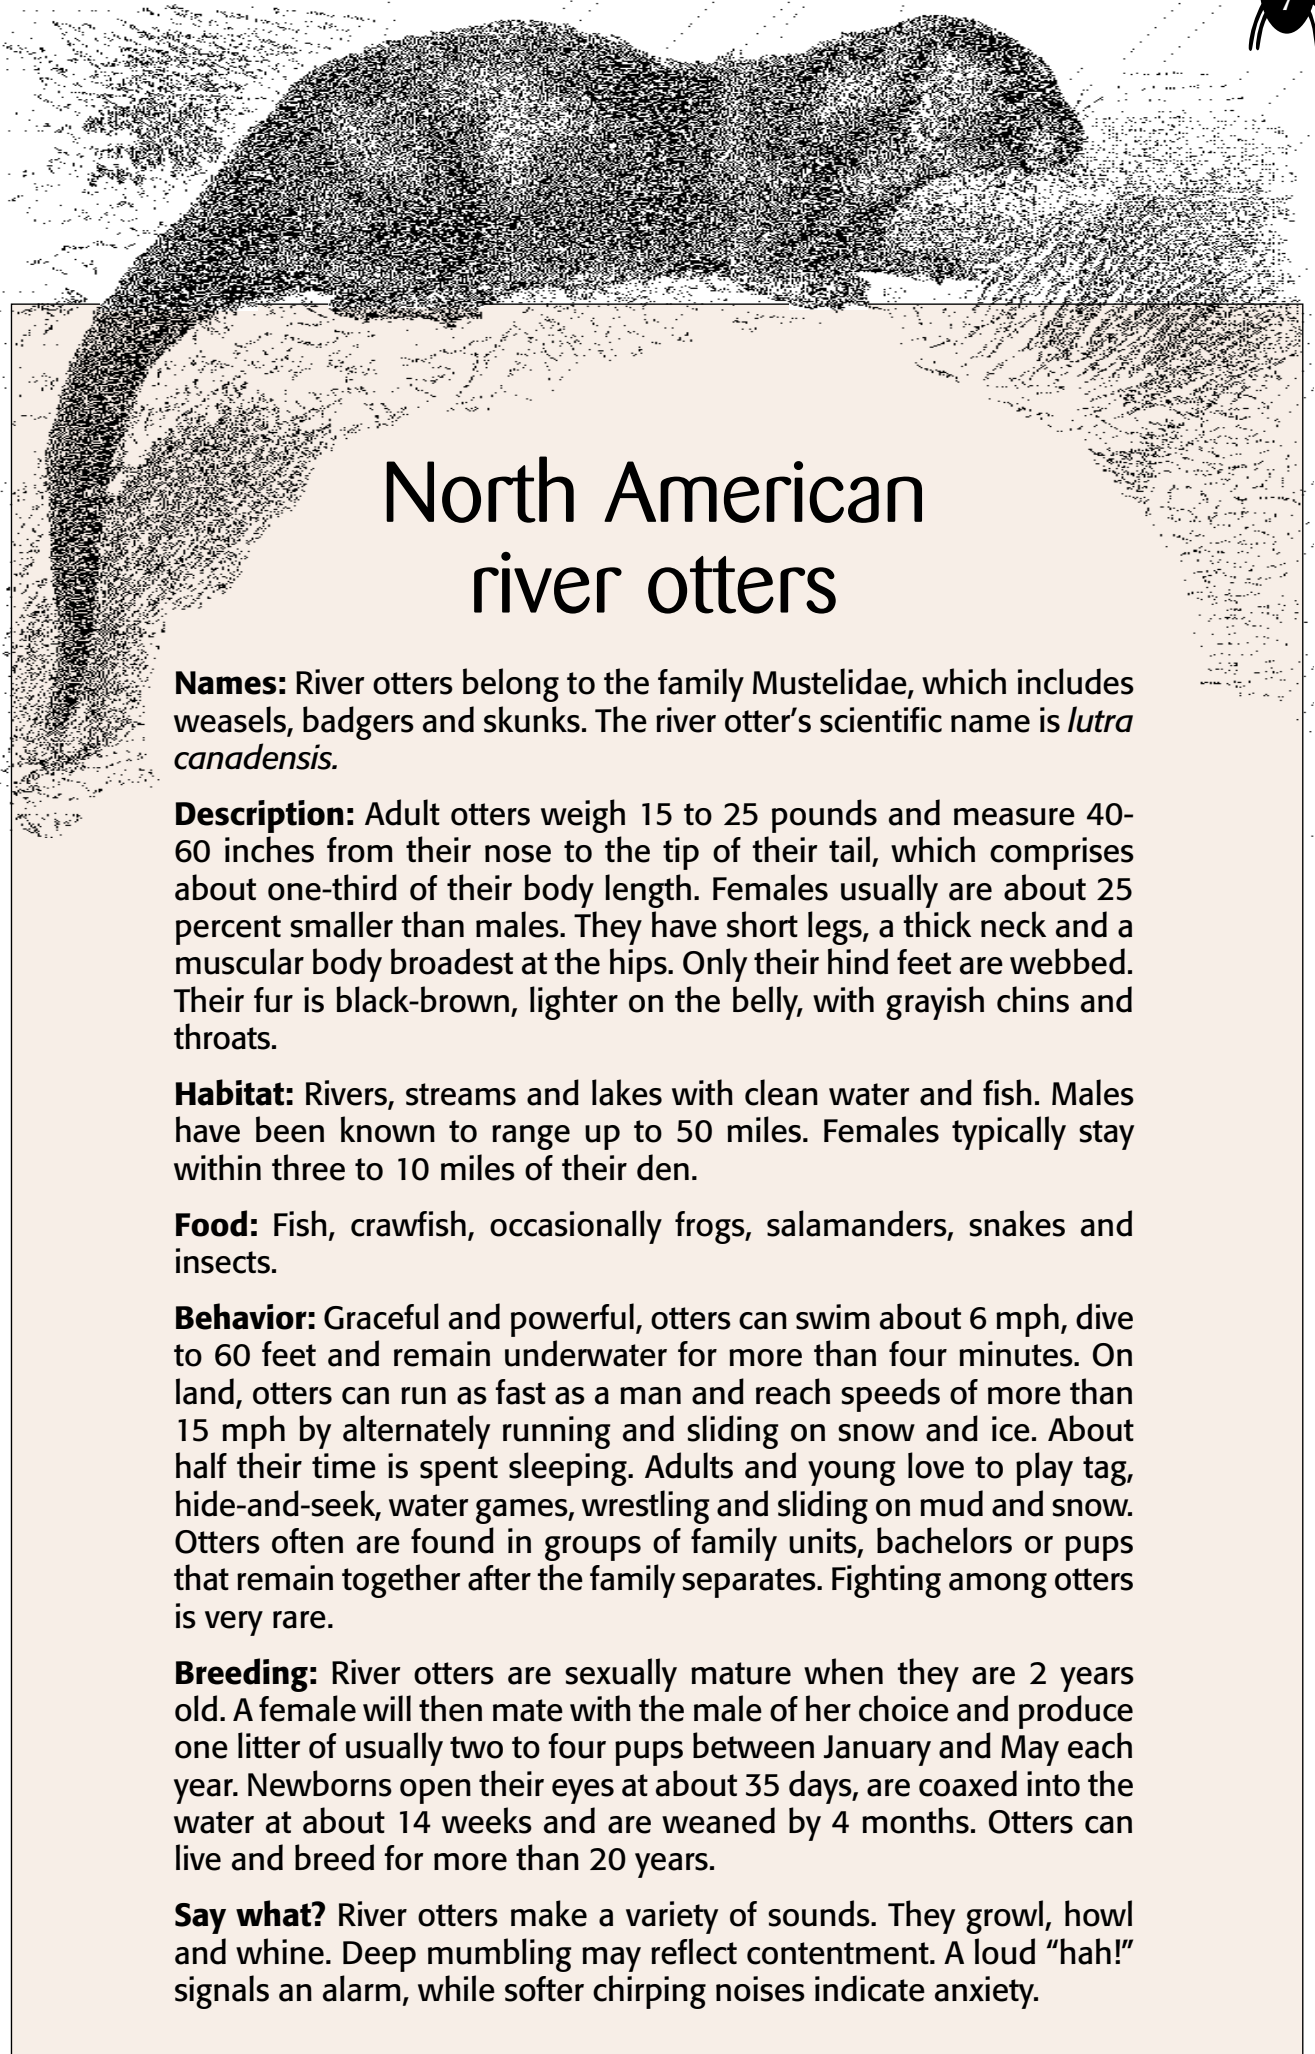 North American
river otters
Names: River otters belong to the family Mustelidae, which includes
weasels, badgers and skunks. The river otter’s scientific name is lutra
canadensis.
Description: Adult otters weigh 15 to 25 pounds and measure 40-
60 inches from their nose to the tip of their tail, which comprises
about one-third of their body length. Females usually are about 25
percent smaller than males. They have short legs, a thick neck and a
muscular body broadest at the hips. Only their hind feet are webbed.
Their fur is black-brown, lighter on the belly, with grayish chins and
throats.
Habitat: Rivers, streams and lakes with clean water and fish. Males
have been known to range up to 50 miles. Females typically stay
within three to 10 miles of their den.
Food: Fish, crawfish, occasionally frogs, salamanders, snakes and
insects.
Behavior: Graceful and powerful, otters can swim about 6 mph, dive
to 60 feet and remain underwater for more than four minutes. On
land, otters can run as fast as a man and reach speeds of more than
15 mph by alternately running and sliding on snow and ice. About
half their time is spent sleeping. Adults and young love to play tag,
hide-and-seek, water games, wrestling and sliding on mud and snow.
Otters often are found in groups of family units, bachelors or pups
that remain together after the family separates. Fighting among otters
is very rare.
Breeding: River otters are sexually mature when they are 2 years
old. A female will then mate with the male of her choice and produce
one litter of usually two to four pups between January and May each
year. Newborns open their eyes at about 35 days, are coaxed into the
water at about 14 weeks and are weaned by 4 months. Otters can
live and breed for more than 20 years.
Say what? River otters make a variety of sounds. They growl, howl
and whine. Deep mumbling may reflect contentment. A loud “hah!”
signals an alarm, while softer chirping noises indicate anxiety.